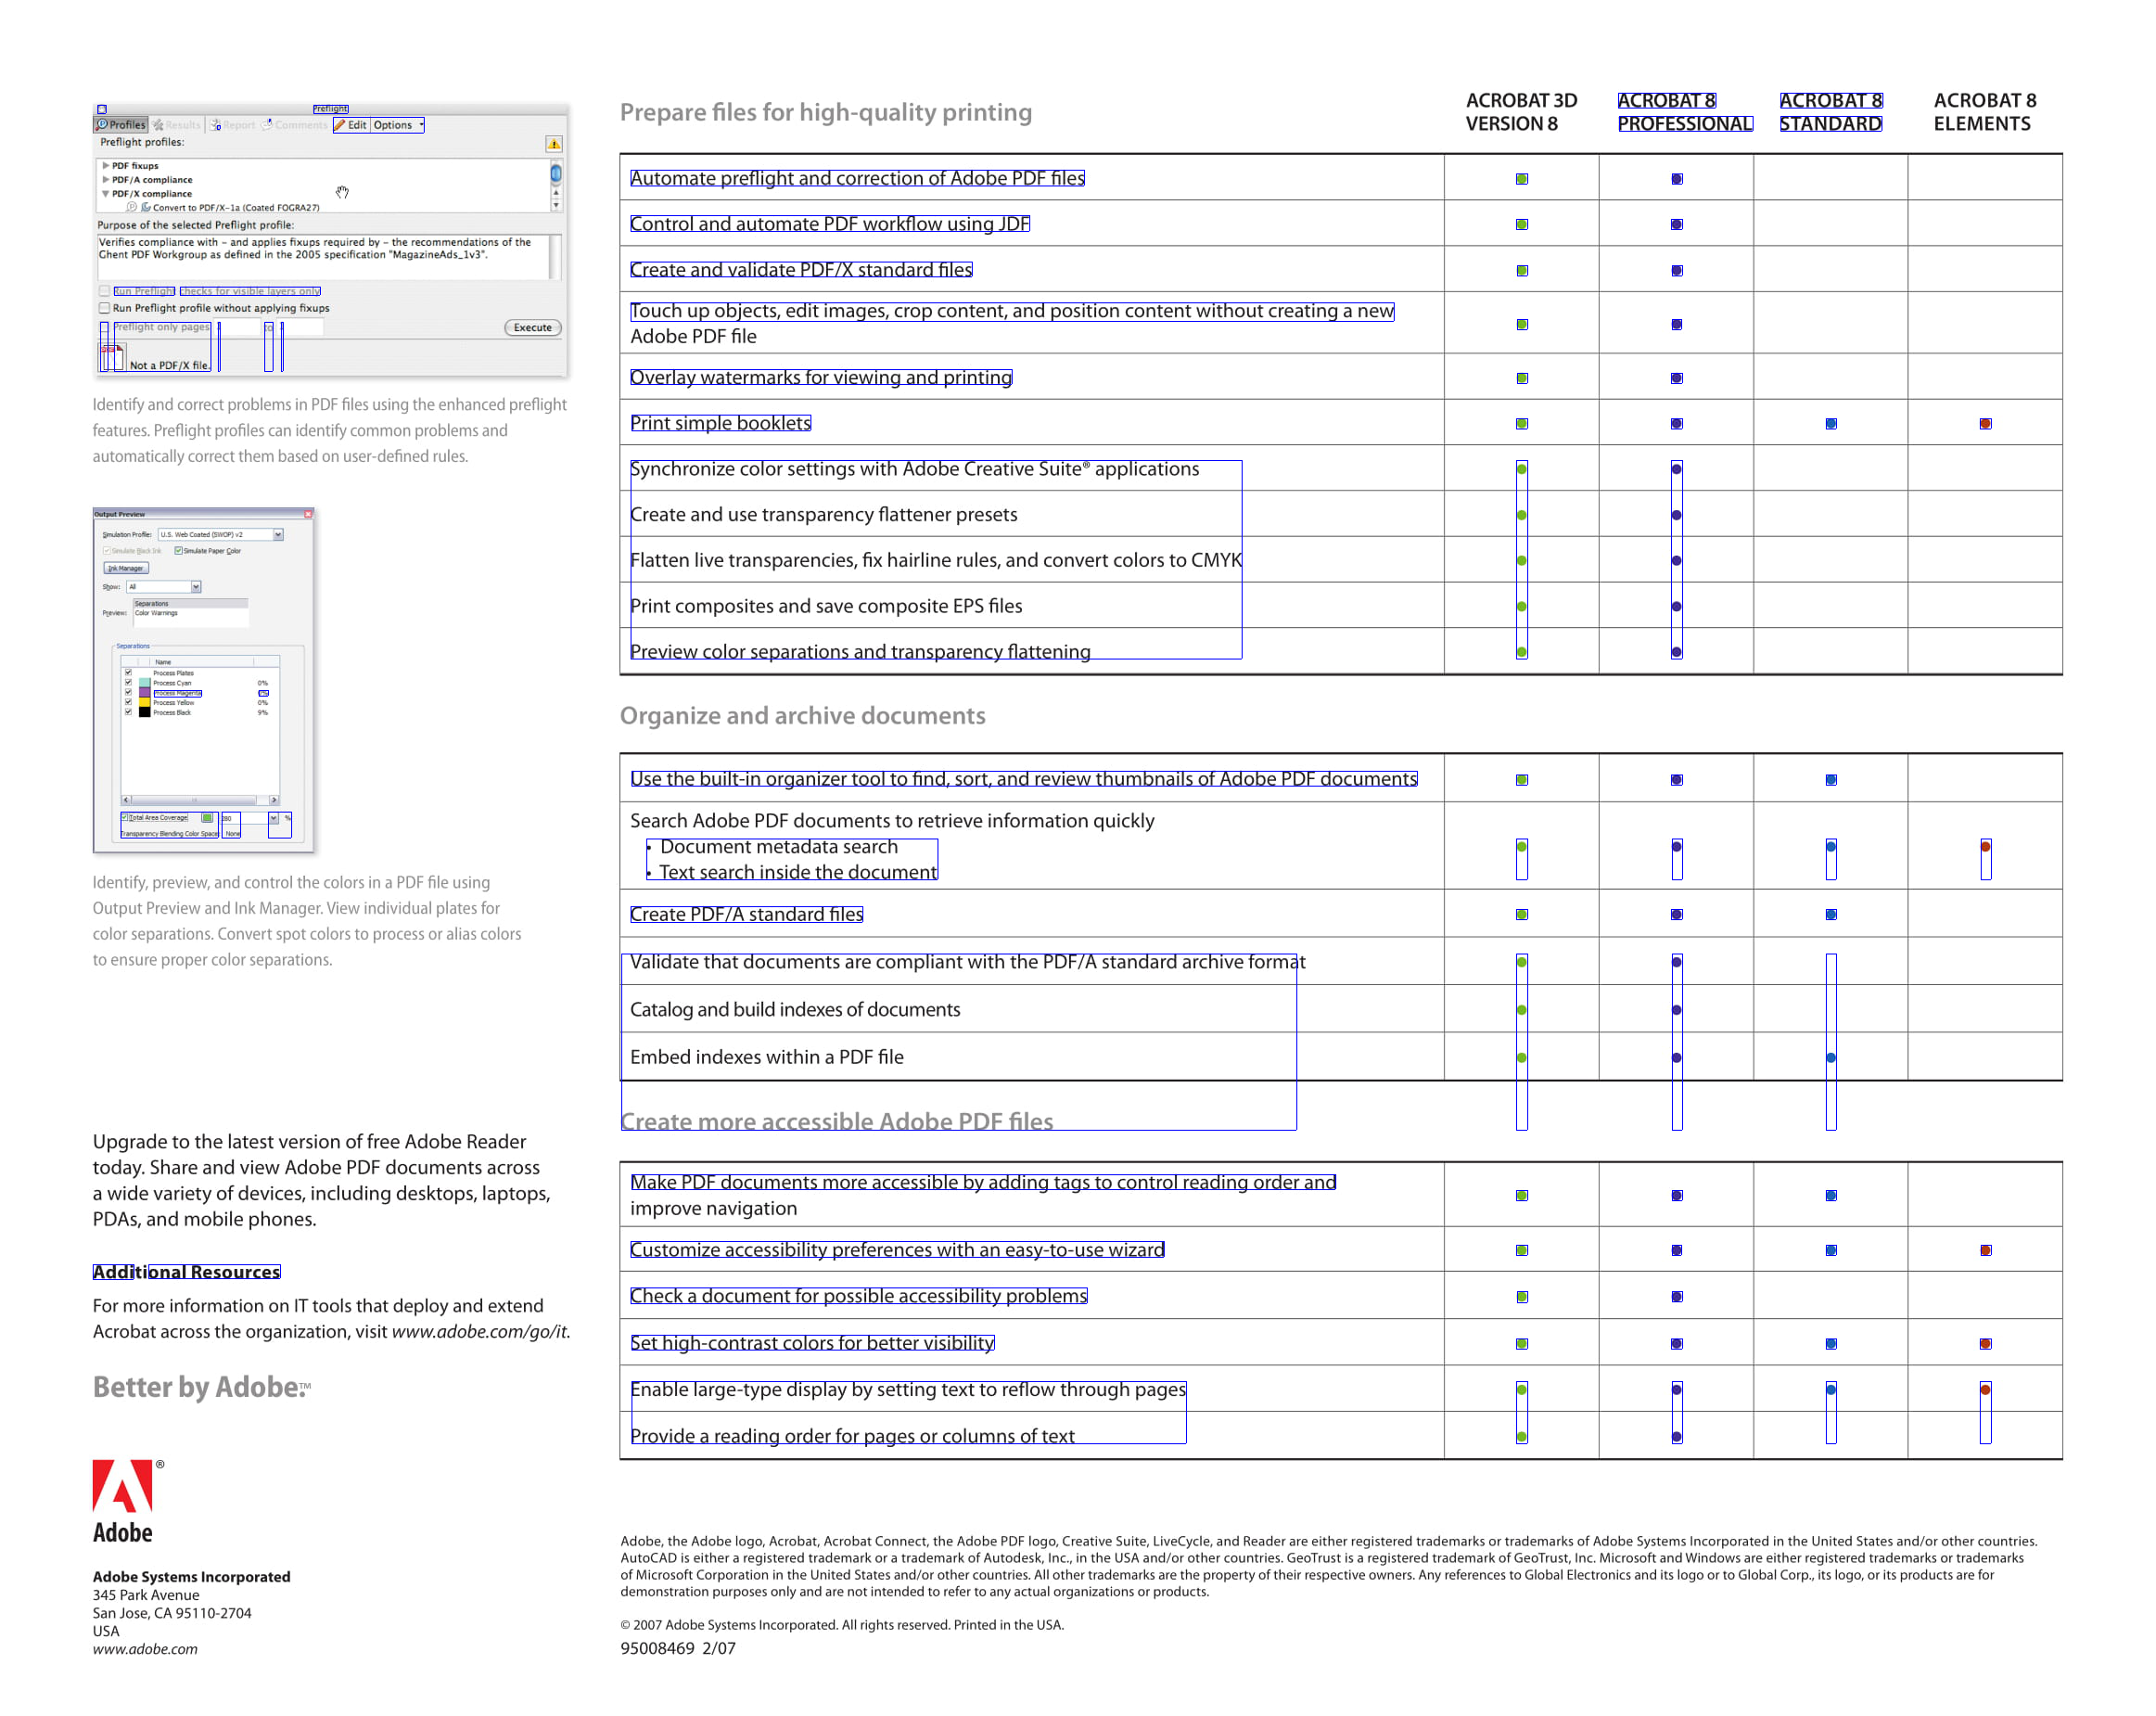 Preflight
Profiles Results Report Comments Edit Options
Preflight profiles:
PDF fixups
PDF/A compliance
PDF/X compliance
Convert to PDF/X-1a (Coated FOGRA27)
Purpose of the selected Preflight profile:
Verifies compliance with – and applies fixups required by – the recommendations of the
Ghent PDF Workgroup as defined in the 2005 specification "MagazineAds_1v3".
Run Preflight checks for visible layers only
Run Preflight profile without applying fixups
Preflight only pages to
Execute
Not a PDF/X file.
Identify and correct problems in PDF files using the enhanced preflight
features. Preflight profiles can identify common problems and
automatically correct them based on user-defined rules.
Output Preview
Simulation Profile: U.S. Web Coated (SWOP) v2
Simulate Black Ink Simulate Paper Color
Ink Manager
Show: All
Separations
Preview: Color Warnings
Separations
Name
Process Plates
Process Cyan 0%
Process Magenta 0%
Process Yellow 0%
Process Black 9%
Total Area Coverage 280 %
Transparency Blending Color Space: None
Identify, preview, and control the colors in a PDF file using
Output Preview and Ink Manager. View individual plates for
color separations. Convert spot colors to process or alias colors
to ensure proper color separations.
Upgrade to the latest version of free Adobe Reader
today. Share and view Adobe PDF documents across
a wide variety of devices, including desktops, laptops,
PDAs, and mobile phones.
Additional Resources
For more information on IT tools that deploy and extend
Acrobat across the organization, visit www.adobe.com/go/it.
Better by Adobe.™
®
Adobe
Adobe Systems Incorporated
345 Park Avenue
San Jose, CA 95110-2704
USA
www.adobe.com
Prepare files for high-quality printing
ACROBAT 3D VERSION 8
ACROBAT 8 PROFESSIONAL
ACROBAT 8 STANDARD
ACROBAT 8 ELEMENTS
Automate preflight and correction of Adobe PDF files • •
Control and automate PDF workflow using JDF • •
Create and validate PDF/X standard files • •
Touch up objects, edit images, crop content, and position content without creating a new
Adobe PDF file • •
Overlay watermarks for viewing and printing • •
Print simple booklets • • • •
Synchronize color settings with Adobe Creative Suite® applications • •
Create and use transparency flattener presets • •
Flatten live transparencies, fix hairline rules, and convert colors to CMYK • •
Print composites and save composite EPS files • •
Preview color separations and transparency flattening • •
Organize and archive documents
Use the built-in organizer tool to find, sort, and review thumbnails of Adobe PDF documents • • •
Search Adobe PDF documents to retrieve information quickly
• Document metadata search • • • •
• Text search inside the document
Create PDF/A standard files • • •
Validate that documents are compliant with the PDF/A standard archive format • •
Catalog and build indexes of documents • •
Embed indexes within a PDF file • • •
Create more accessible Adobe PDF files
Make PDF documents more accessible by adding tags to control reading order and
improve navigation • • •
Customize accessibility preferences with an easy-to-use wizard • • • •
Check a document for possible accessibility problems • •
Set high-contrast colors for better visibility • • • •
Enable large-type display by setting text to reflow through pages • • • •
Provide a reading order for pages or columns of text • •
Adobe, the Adobe logo, Acrobat, Acrobat Connect, the Adobe PDF logo, Creative Suite, LiveCycle, and Reader are either registered trademarks or trademarks of Adobe Systems Incorporated in the United States and/or other countries.
AutoCAD is either a registered trademark or a trademark of Autodesk, Inc., in the USA and/or other countries. GeoTrust is a registered trademark of GeoTrust, Inc. Microsoft and Windows are either registered trademarks or trademarks
of Microsoft Corporation in the United States and/or other countries. All other trademarks are the property of their respective owners. Any references to Global Electronics and its logo or to Global Corp., its logo, or its products are for
demonstration purposes only and are not intended to refer to any actual organizations or products.
© 2007 Adobe Systems Incorporated. All rights reserved. Printed in the USA.
95008469 2/07